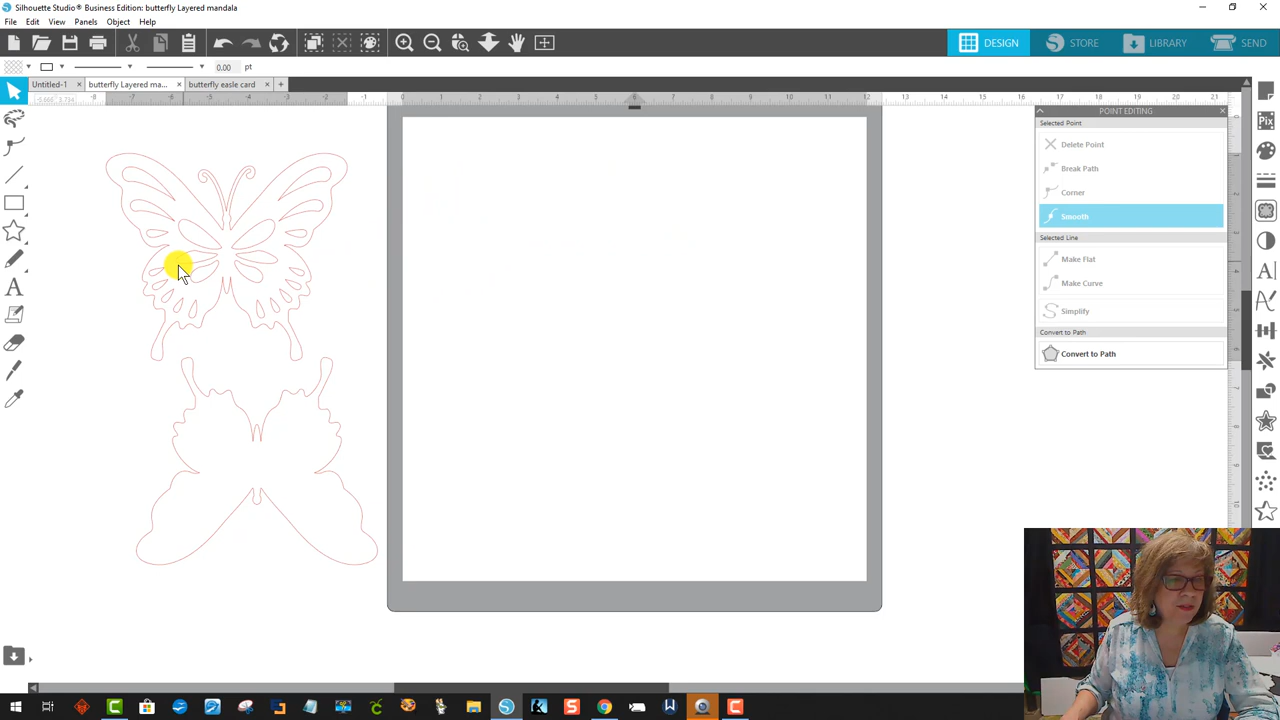 Silhouette Studio® Business Edition: butterfly Layered mandala
File Edit View Panels Object Help
DESIGN STORE LIBRARY SEND
0.00 pt
Untitled-1 butterfly Layered ma... butterfly easle card
POINT EDITING
Selected Point
Delete Point
Break Path
Corner
Smooth
Selected Line
Make Flat
Make Curve
Simplify
Convert to Path
Convert to Path